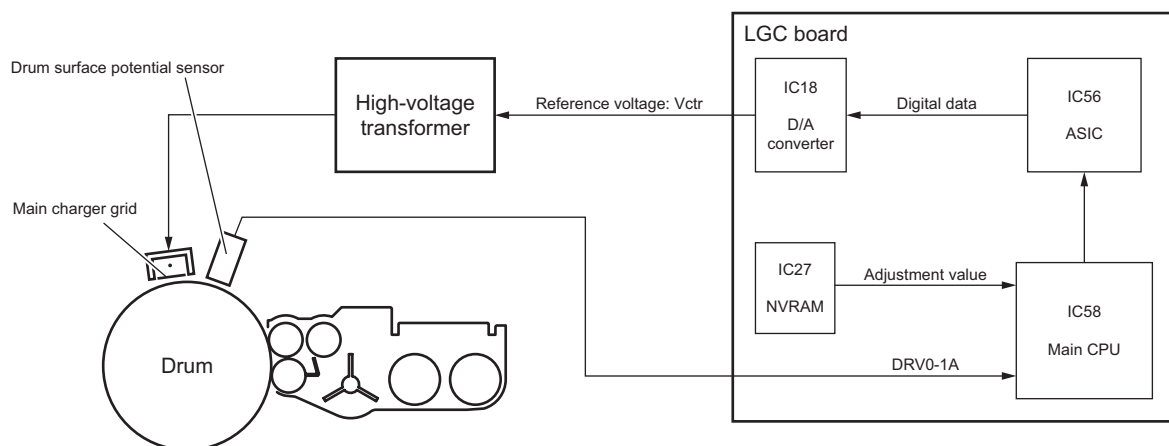 LGC board
Drum surface potential sensor
High-voltage
transformer
Reference voltage: Vctr
IC18
D/A
converter
Digital data
IC56
ASIC
Main charger grid
IC27
NVRAM
Adjustment value
IC58
Main CPU
Drum
DRV0-1A